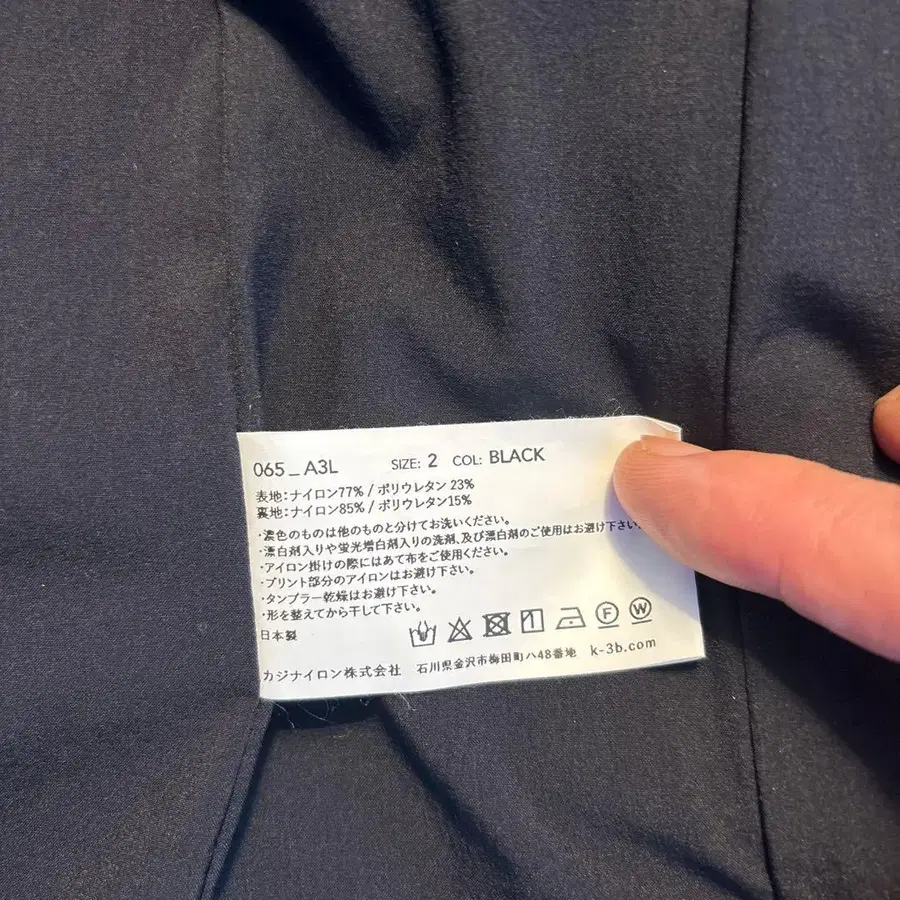 065_A3L SIZE: 2 COL: BLACK
表地:ナイロン77% / ポリウレタン 23%
裏地:ナイロン85% / ポリウレタン15%
・濃色のものは他のものと分けてお洗いください。
・漂白剤入りや蛍光増白剤入りの洗剤、及び漂白剤のご使用はお避け下さい。
・アイロン掛けの際にはあて布をご使用ください。
・プリント部分のアイロンはお避け下さい。
・タンブラー乾燥はお避け下さい。
・形を整えてから干して下さい。
日本製
F W
カジナイロン株式会社 石川県金沢市梅田町ハ48番地 k-3b.com